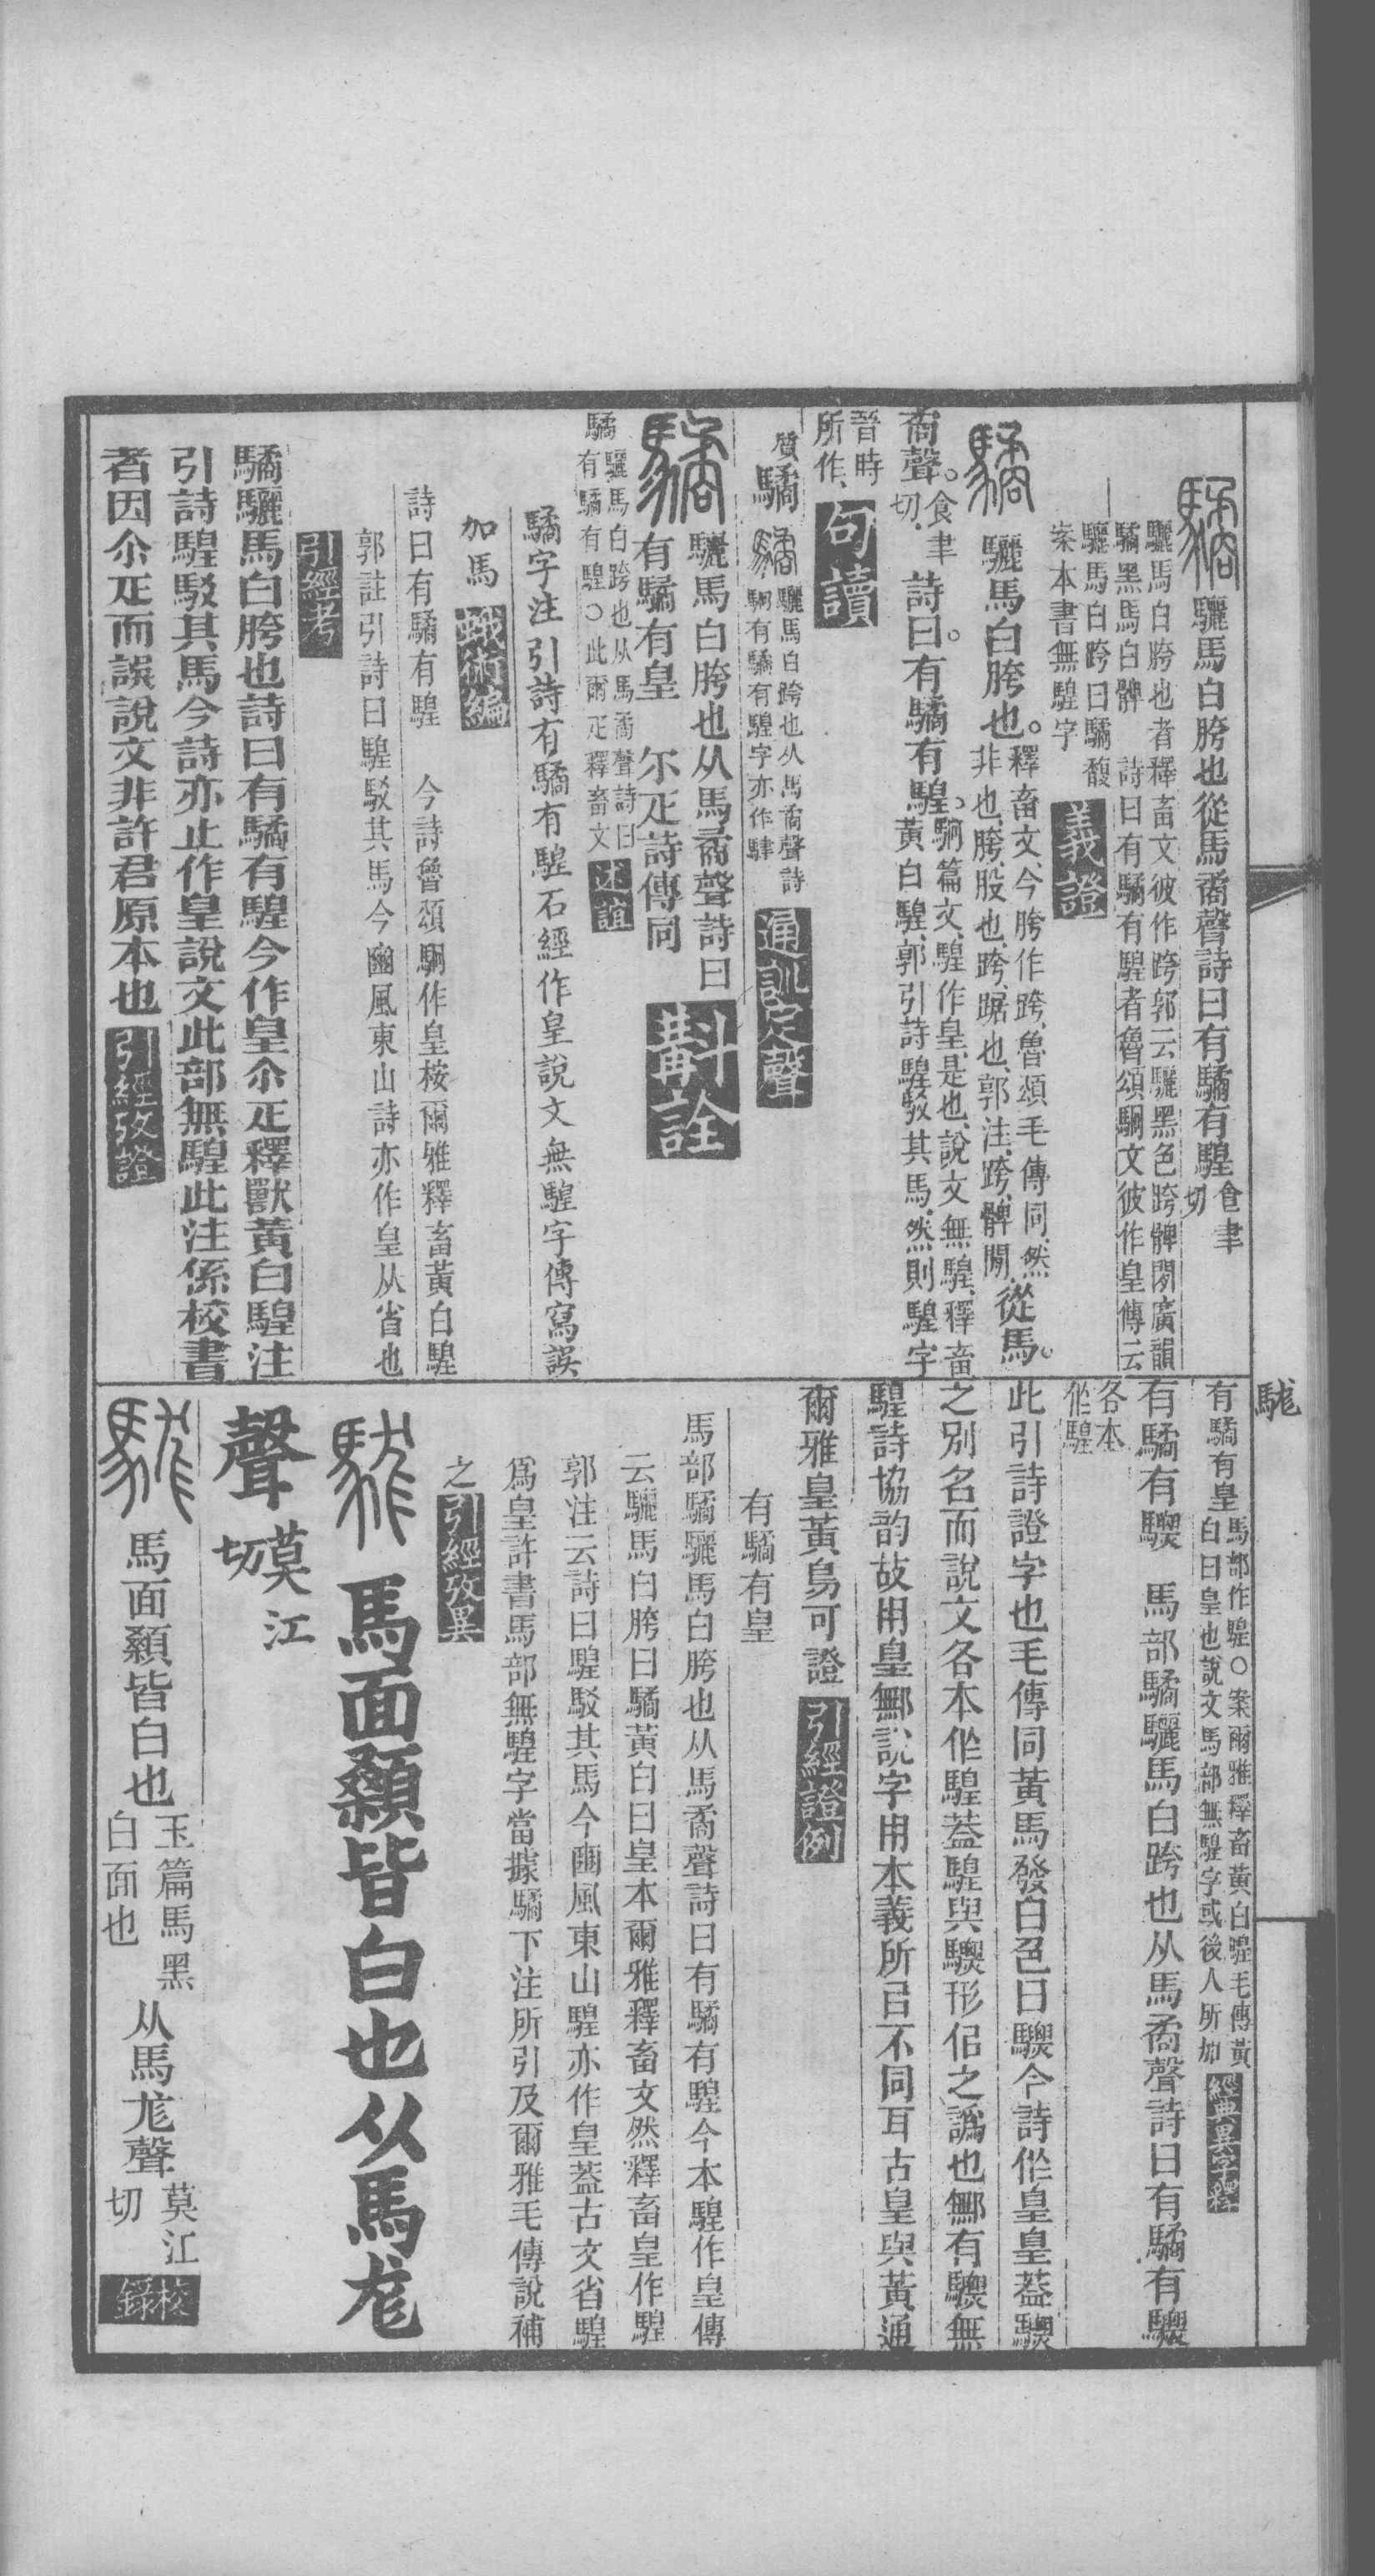 驈 驪馬白胯也從馬矞聲詩曰有驈有騜 食聿切
驪馬白胯也者釋畜文彼作跨郭云驪黑色跨髀閒廣韻
驈黑馬白髀　詩曰有驈有騜者魯頌駉文彼作皇傳云
驪馬白跨曰驈馥
案本書無騜字 義證
驈 驪馬白胯也。釋畜文、今胯作跨、魯頌毛傳同、然
非也、胯、股也、跨、踞也、郭注、跨、髀閒、從馬。
矞聲。食聿切、詩曰。有驈有騜。駉篇文、騜作皇、是也、說文無騜、釋畜
黃白騜、郭引詩騜駁其馬、然則騜字
晉時
所作、 句讀
質 驈 驈 驪馬白跨也从馬矞聲詩
駉有驈有騜字亦作䮇 通訓定聲
驈 驪馬白胯也从馬矞聲詩曰
有驈有皇　尒疋詩傳同 斠詮
驈 驪馬白跨也从馬矞聲詩曰
有驈有騜○此爾疋釋畜文 述誼
驈字注引詩有驈有騜石經作皇說文無騜字傳寫誤
加馬 蛾術編
詩曰有驈有騜　今詩魯頌駉作皇桉爾雅釋畜黃白騜
郭註引詩曰騜駁其馬今豳風東山詩亦作皇从省也
引經考
驈驪馬白胯也詩曰有驈有騜今作皇尒疋釋獸黃白騜注
引詩騜駁其馬今詩亦止作皇說文此部無騜此注係校書
者因尒疋而誤說文非許君原本也 引經攷證
駹
有驈有皇 馬部作騜○案爾雅釋畜黃白騜毛傳黃
白曰皇也說文馬部無騜字或後人所加 經典異字釋
有驈有騜　馬部驈驪馬白跨也从馬矞聲詩曰有驈有騜
各本
作騜
此引詩證字也毛傳同黃馬發白色曰騜今詩作皇皇葢騜
之別名而說文各本作騜葢騜與騜形侣之譌也鄦有騜無
騜詩協韵故用皇鄦說字用本義所㠯不同耳古皇與黃通
爾雅皇黃鳥可證 引經證例
有驈有皇
馬部驈驪馬白胯也从馬矞聲詩曰有驈有騜今本騜作皇傳
云驪馬白胯曰驈黃白曰皇本爾雅釋畜文然釋畜皇作騜
郭注云詩曰騜駁其馬今豳風東山騜亦作皇葢古文省騜
爲皇許書馬部無騜字當據驈下注所引及爾雅毛傳說補
之 引經攷異
駹 馬面顙皆白也从馬尨
聲 莫江切
駹 馬面顙皆白也 玉篇馬黑
白面也 从馬尨聲 莫江
切 校錄